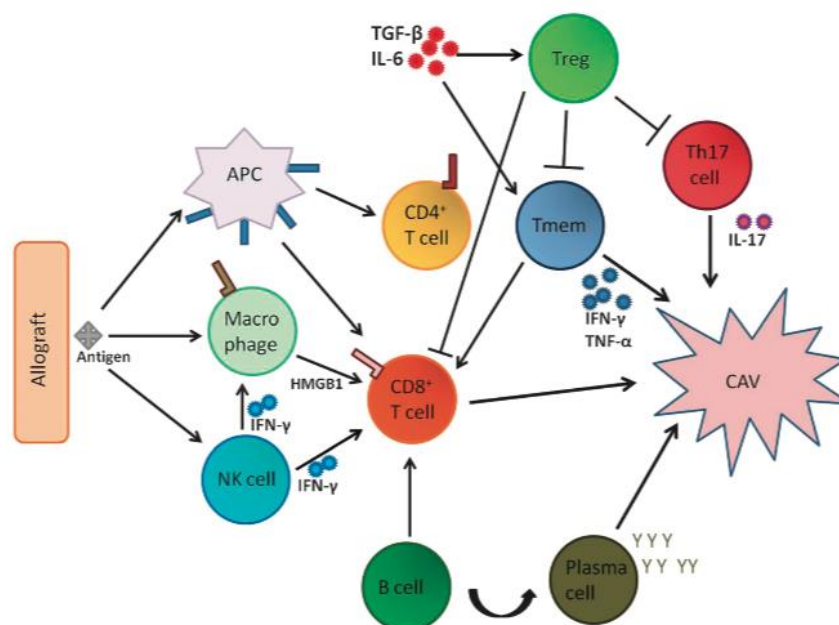 TGF-β
IL-6
Treg
APC
Th17
cell
CD4⁺
T cell
Tmem
IL-17
Allograft
Antigen
Macro
phage
IFN-γ
TNF-α
HMGB1
CD8⁺
T cell
CAV
IFN-γ
NK cell
IFN-γ
B cell
Plasma
cell
Y Y Y
Y Y YY